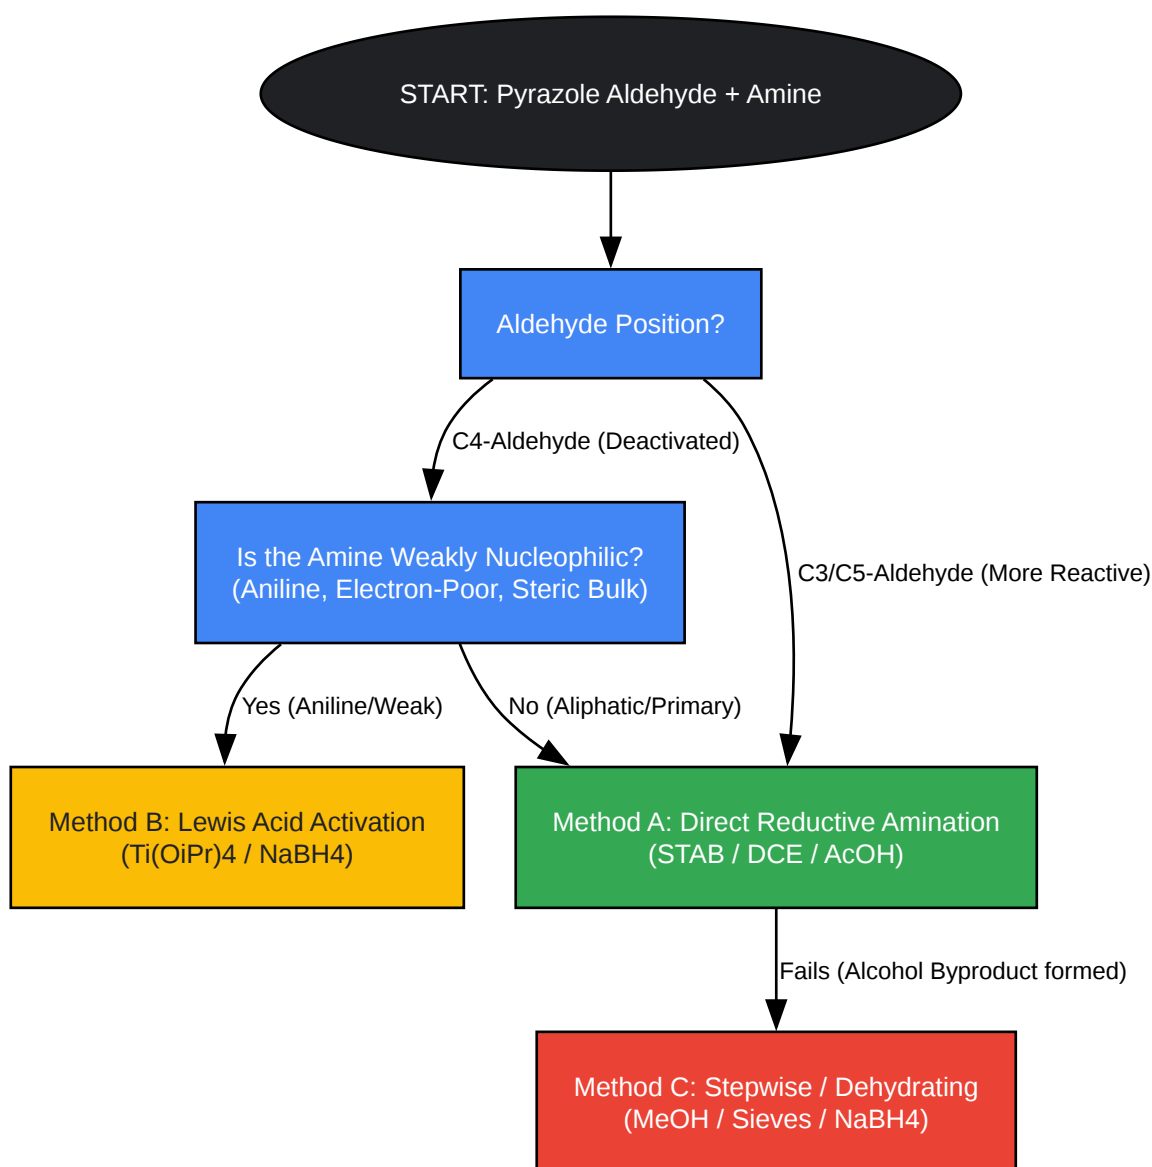 START: Pyrazole Aldehyde + Amine
Aldehyde Position?
C4-Aldehyde (Deactivated)
Is the Amine Weakly Nucleophilic?
(Aniline, Electron-Poor, Steric Bulk)
C3/C5-Aldehyde (More Reactive)
Yes (Aniline/Weak)
No (Aliphatic/Primary)
Method B: Lewis Acid Activation
(Ti(OiPr)4 / NaBH4)
Method A: Direct Reductive Amination
(STAB / DCE / AcOH)
Fails (Alcohol Byproduct formed)
Method C: Stepwise / Dehydrating
(MeOH / Sieves / NaBH4)